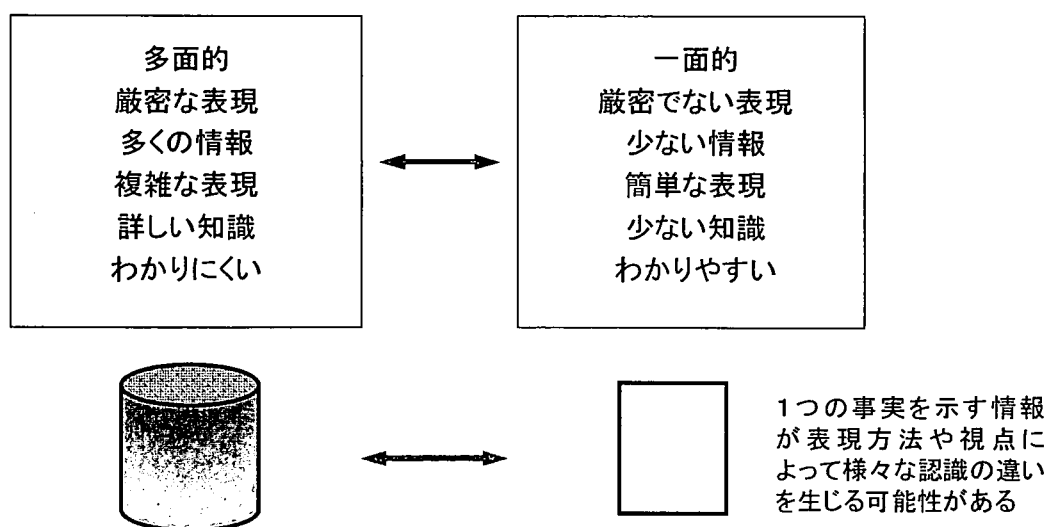 多面的
厳密な表現
多くの情報
複雑な表現
詳しい知識
わかりにくい
一面的
厳密でない表現
少ない情報
簡単な表現
少ない知識
わかりやすい
1つの事実を示す情報
が表現方法や視点に
よって様々な認識の違い
を生じる可能性がある